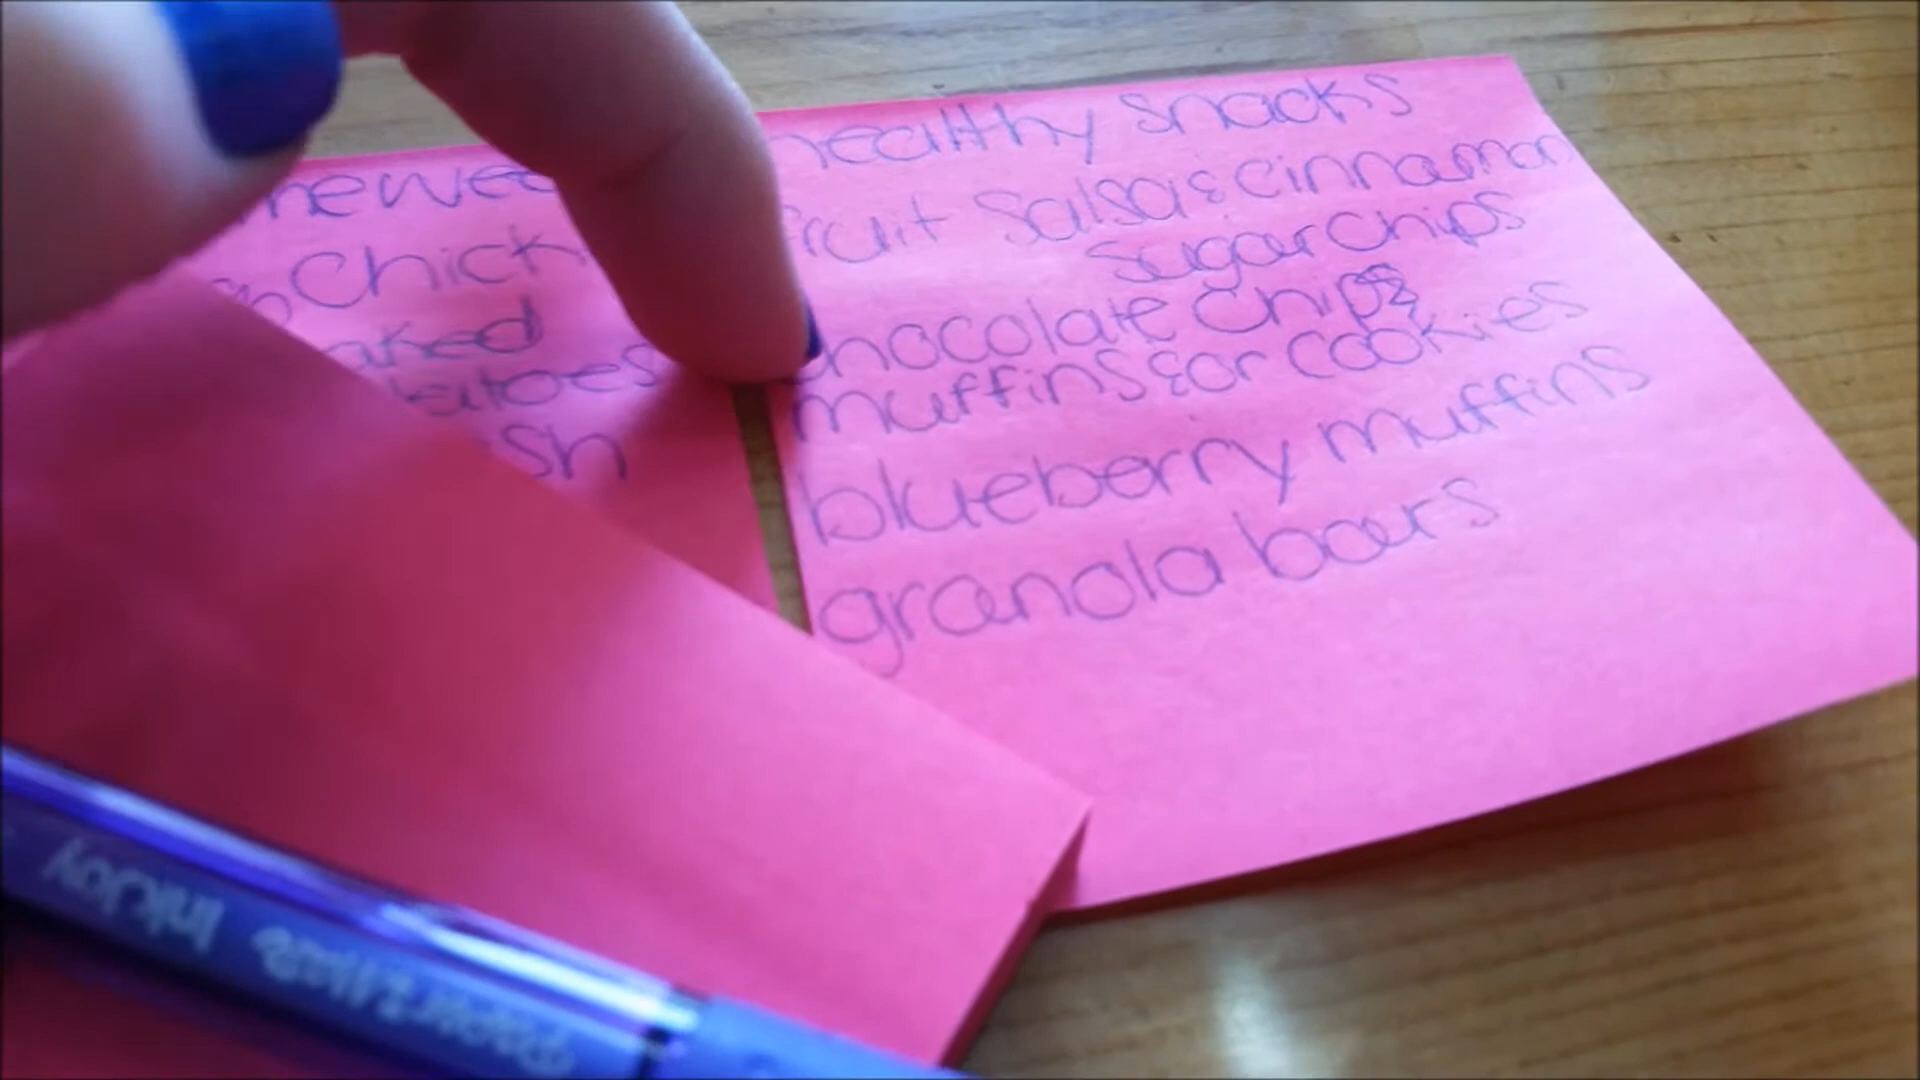 healthy snacks
fruit salsa & cinnamon
sugar chips
chocolate chips
muffins &or cookies
blueberry muffins
granola bars
Chick
aked
sh
PaperMate InkJoy